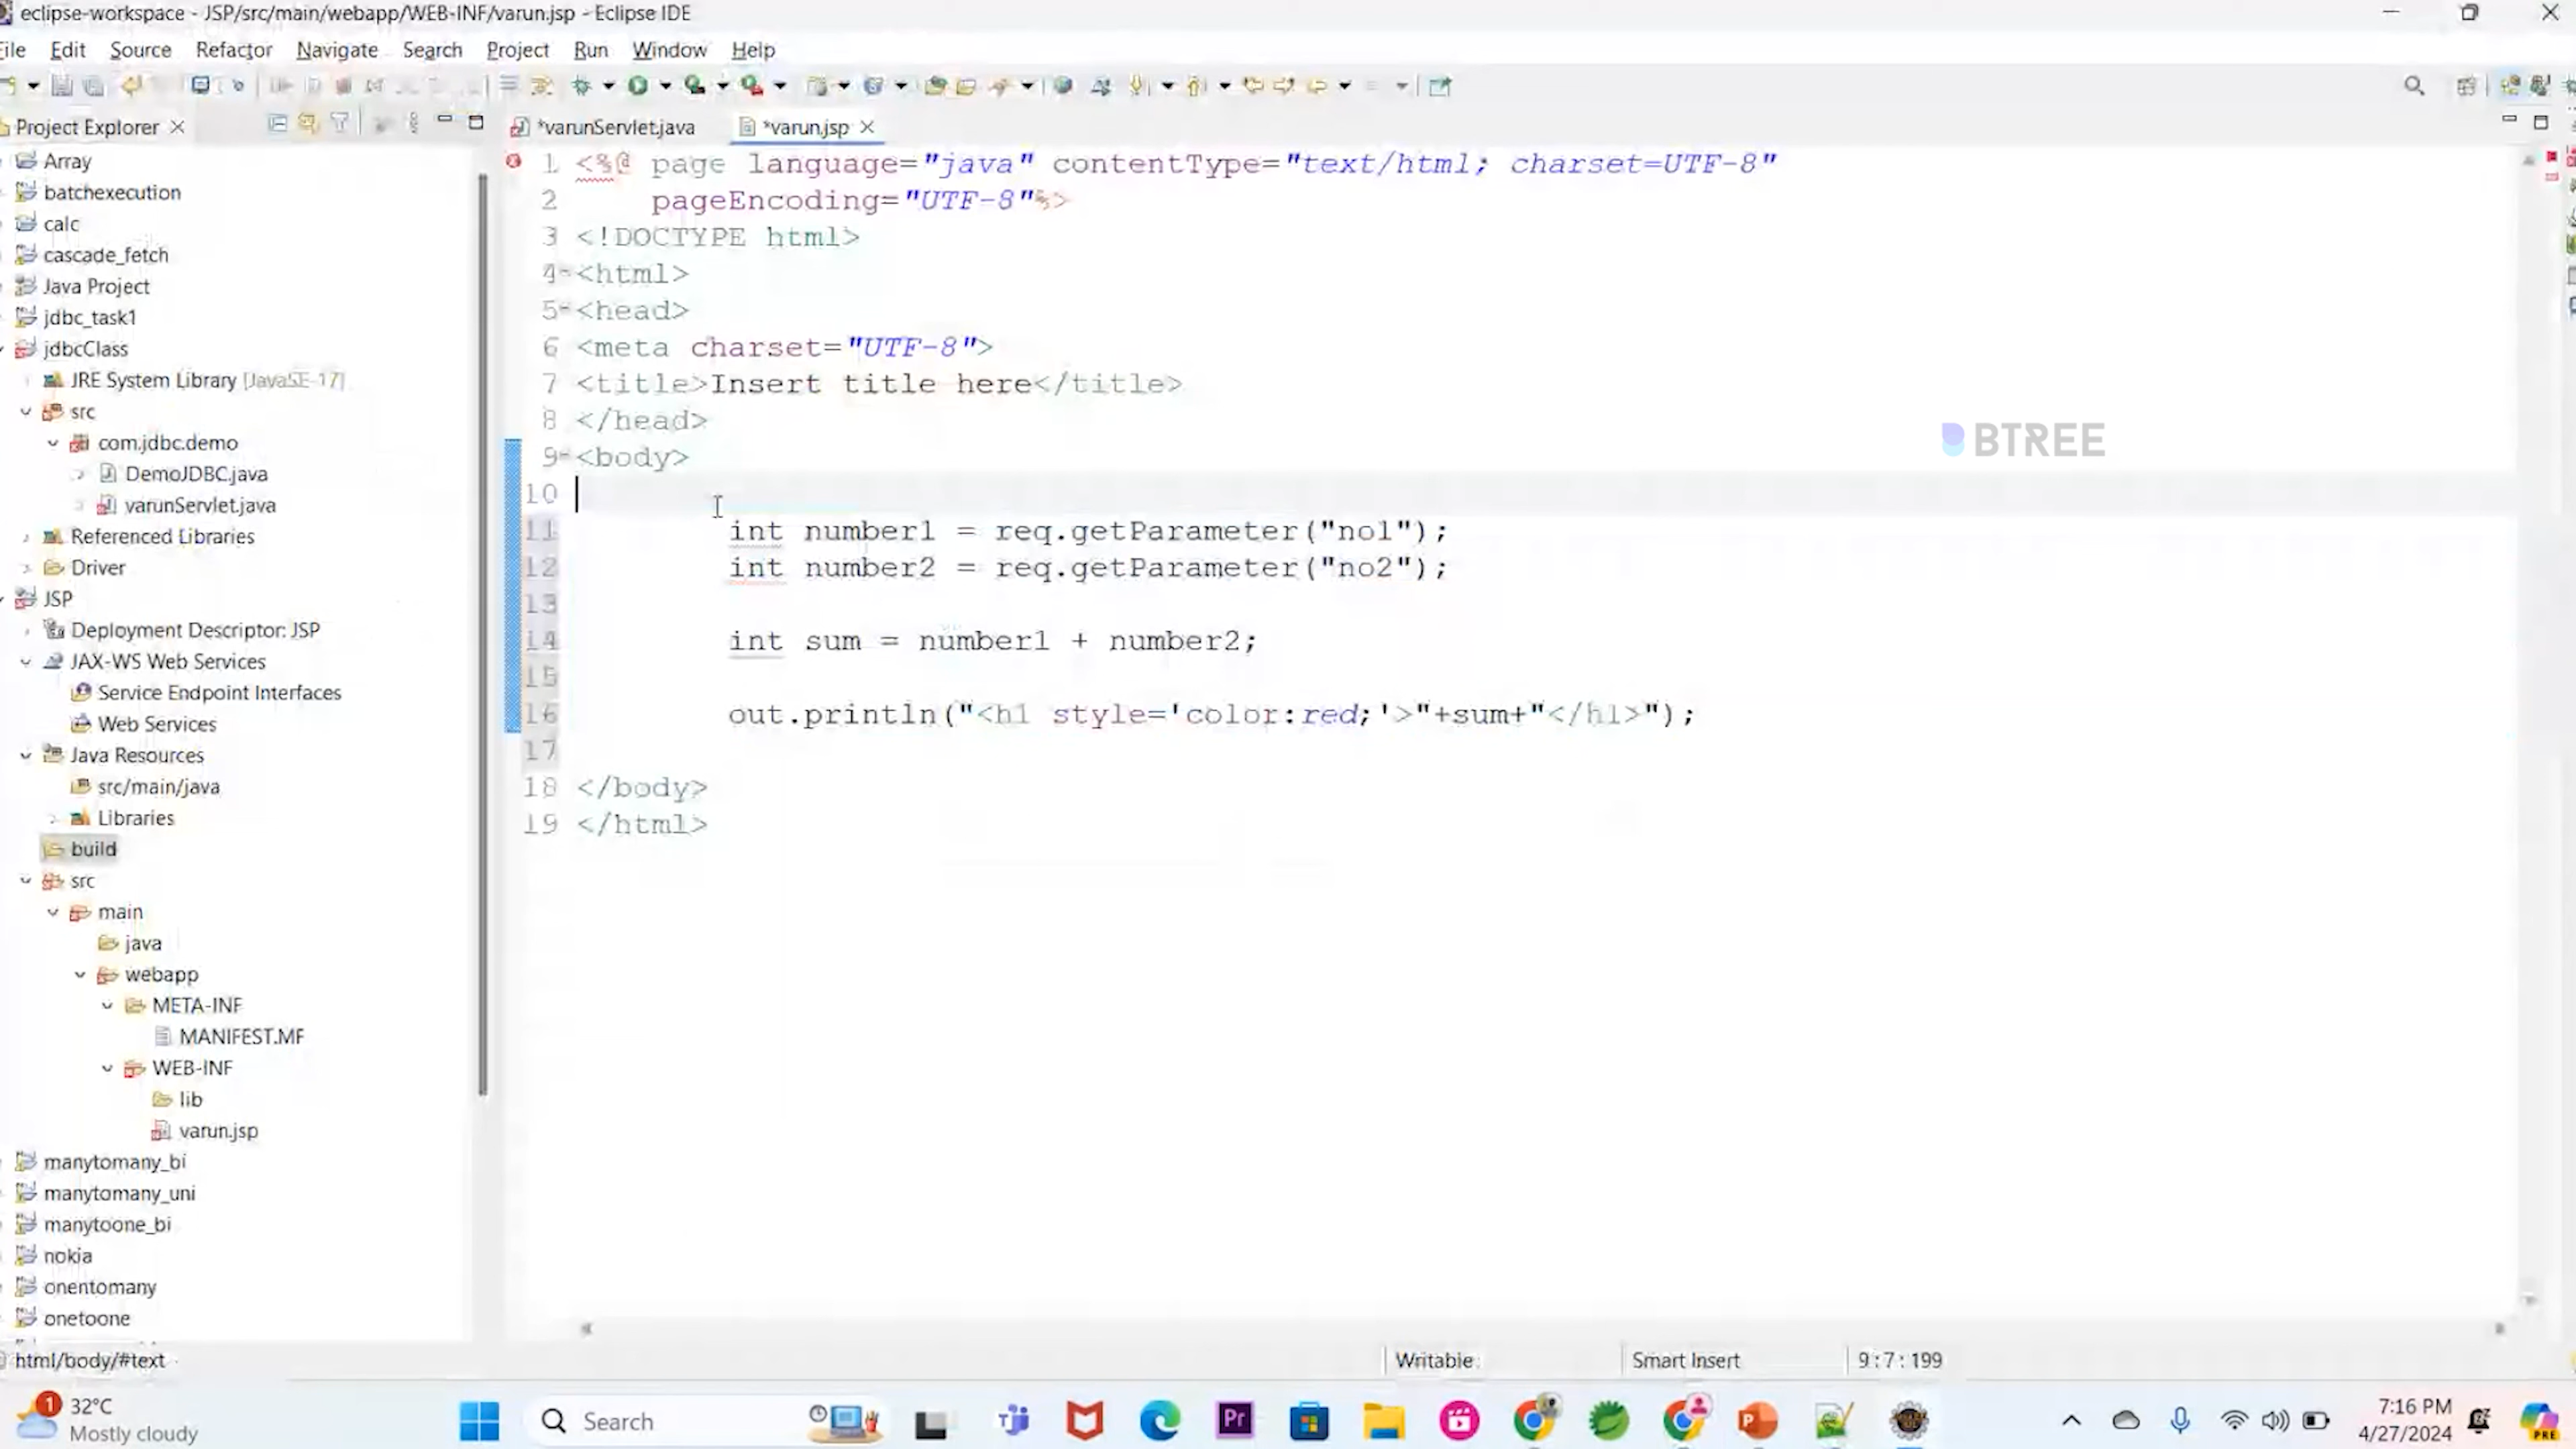 eclipse-workspace - JSP/src/main/webapp/WEB-INF/varun.jsp - Eclipse IDE
File Edit Source Refactor Navigate Search Project Run Window Help
Project Explorer
*varunServlet.java
*varun.jsp
Array
batchexecution
calc
cascade_fetch
Java Project
jdbc_task1
jdbcClass
JRE System Library [JavaSE-17]
src
com.jdbc.demo
DemoJDBC.java
varunServlet.java
Referenced Libraries
Driver
JSP
Deployment Descriptor: JSP
JAX-WS Web Services
Service Endpoint Interfaces
Web Services
Java Resources
src/main/java
Libraries
build
src
main
java
webapp
META-INF
MANIFEST.MF
WEB-INF
lib
varun.jsp
manytomany_bi
manytomany_uni
manytoone_bi
nokia
onentomany
onetoone
1 <%@ page language="java" contentType="text/html; charset=UTF-8"
2 pageEncoding="UTF-8"%>
3 <!DOCTYPE html>
4 <html>
5 <head>
6 <meta charset="UTF-8">
7 <title>Insert title here</title>
8 </head>
9 <body>
10
11 int number1 = req.getParameter("no1");
12 int number2 = req.getParameter("no2");
13
14 int sum = number1 + number2;
15
16 out.println("<h1 style='color:red;'>"+sum+"</h1>");
17
18 </body>
19 </html>
BTREE
html/body/#text
Writable
Smart Insert
9 : 7 : 199
1
32°C
Mostly cloudy
Search
Pr
PRE
7:16 PM
4/27/2024